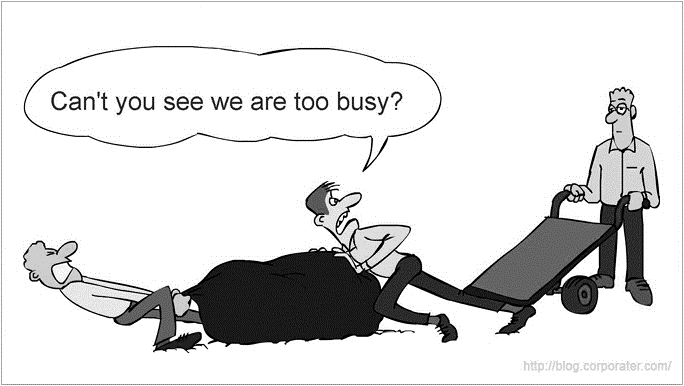 Can't you see we are too busy?
http://blog.corporater.com/